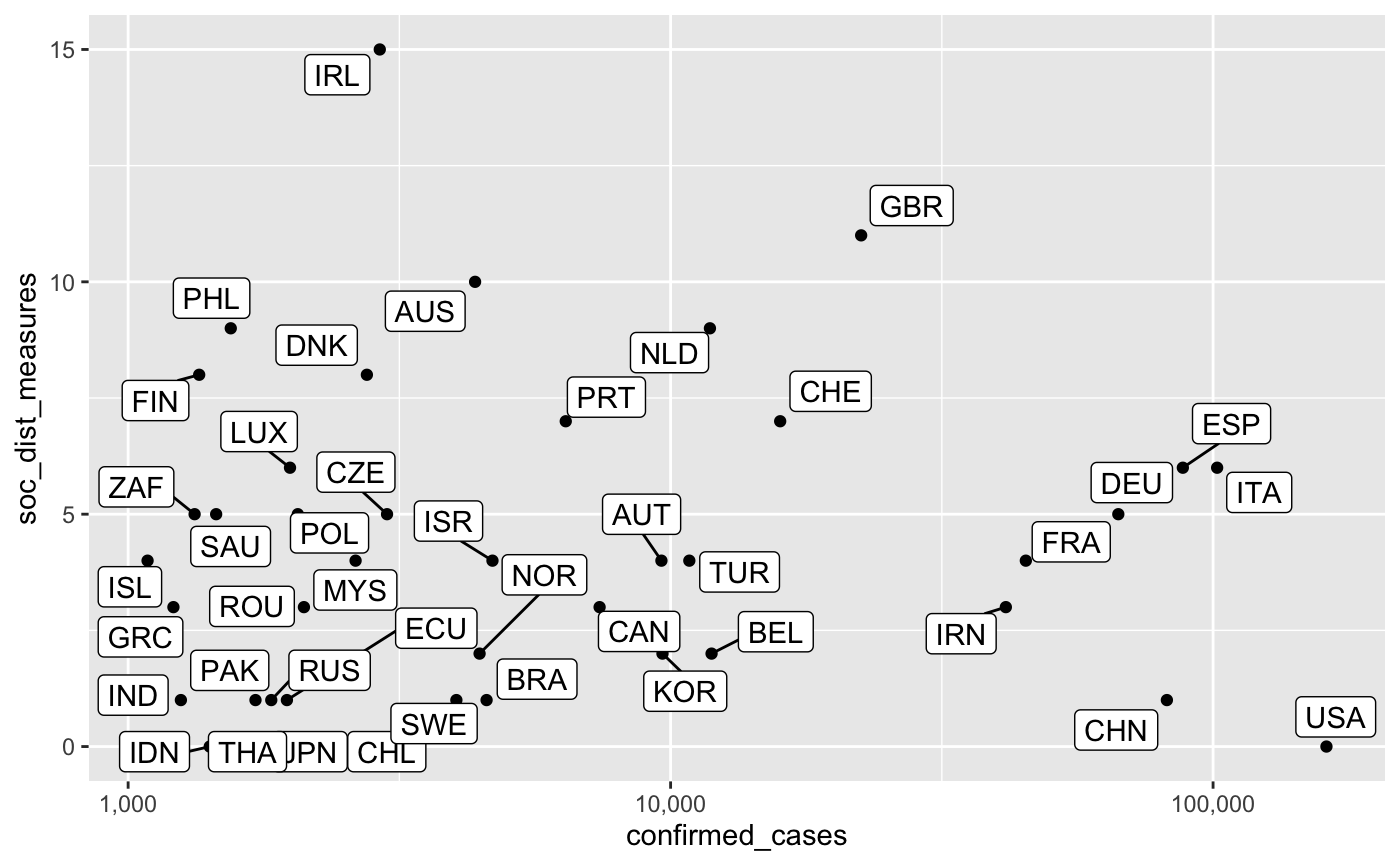 15
IRL
GBR
10
PHL
AUS
DNK
NLD
FIN
PRT
CHE
LUX
ESP
CZE
ZAF
DEU
ITA
5
ISR
AUT
SAU
POL
FRA
ISL
MYS
NOR
TUR
ROU
GRC
ECU
CAN
BEL
IRN
PAK
RUS
IND
BRA
KOR
SWE
CHN
USA
0
IDN
THA
JPN
CHL
1,000
10,000
100,000
confirmed_cases
soc_dist_measures